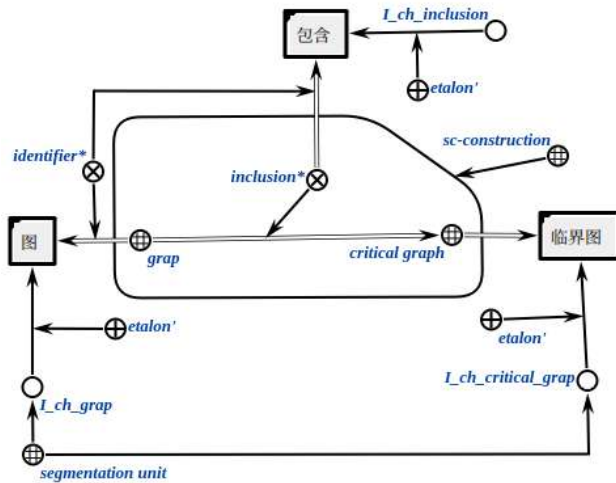 I_ch_inclusion
包含
etalon'
sc-construction
identifier*
inclusion*
图
grap
critical graph
临界图
etalon'
etalon'
I_ch_grap
I_ch_critical_grap
segmentation unit